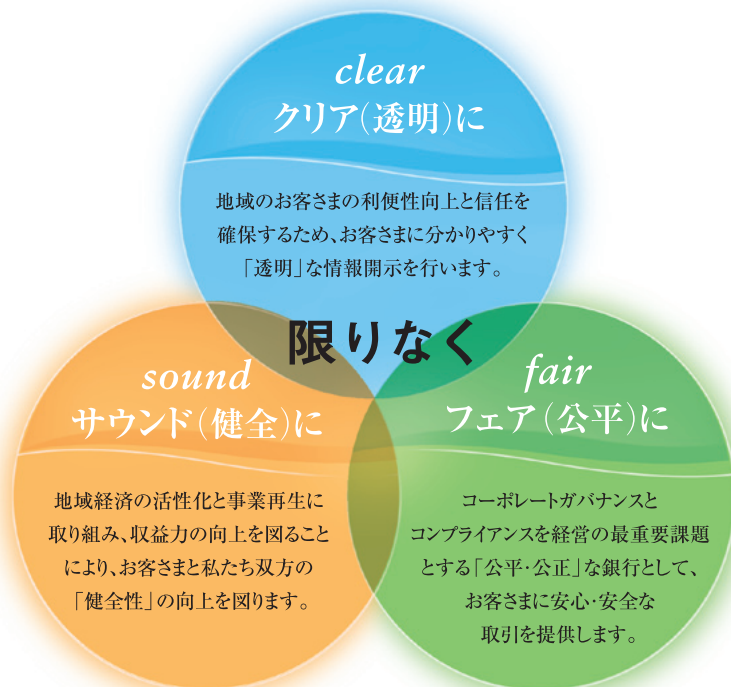 clear
クリア（透明）に
地域のお客さまの利便性向上と信任を
確保するため、お客さまに分かりやすく
「透明」な情報開示を行います。
限りなく
sound
サウンド（健全）に
地域経済の活性化と事業再生に
取り組み、収益力の向上を図ること
により、お客さまと私たち双方の
「健全性」の向上を図ります。
fair
フェア（公平）に
コーポレートガバナンスと
コンプライアンスを経営の最重要課題
とする「公平・公正」な銀行として、
お客さまに安心・安全な
取引を提供します。